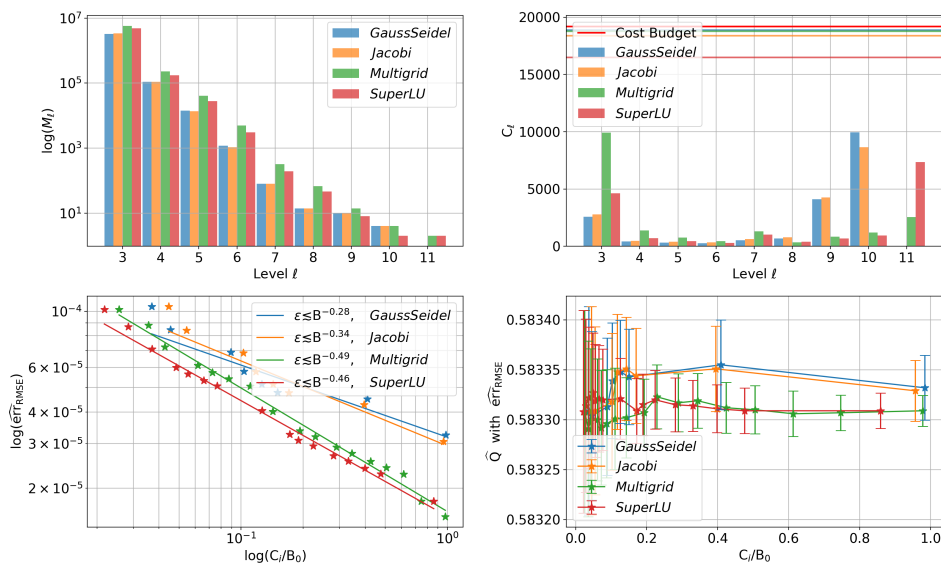 10^7
10^5
10^3
10^1
log(M_ℓ)
3 4 5 6 7 8 9 10 11
Level ℓ
GaussSeidel
Jacobi
Multigrid
SuperLU
20000
15000
10000
5000
0
C_ℓ
3 4 5 6 7 8 9 10 11
Level ℓ
Cost Budget
GaussSeidel
Jacobi
Multigrid
SuperLU
10^−4
6 × 10^−5
4 × 10^−5
3 × 10^−5
2 × 10^−5
log(êrr_RMSE)
10^−1 10^0
log(C_i/B_0)
ε≲B^−0.28, GaussSeidel
ε≲B^−0.34, Jacobi
ε≲B^−0.49, Multigrid
ε≲B^−0.46, SuperLU
0.58340
0.58335
0.58330
0.58325
0.58320
Q̂ with êrr_RMSE
0.0 0.2 0.4 0.6 0.8 1.0
C_i/B_0
GaussSeidel
Jacobi
Multigrid
SuperLU